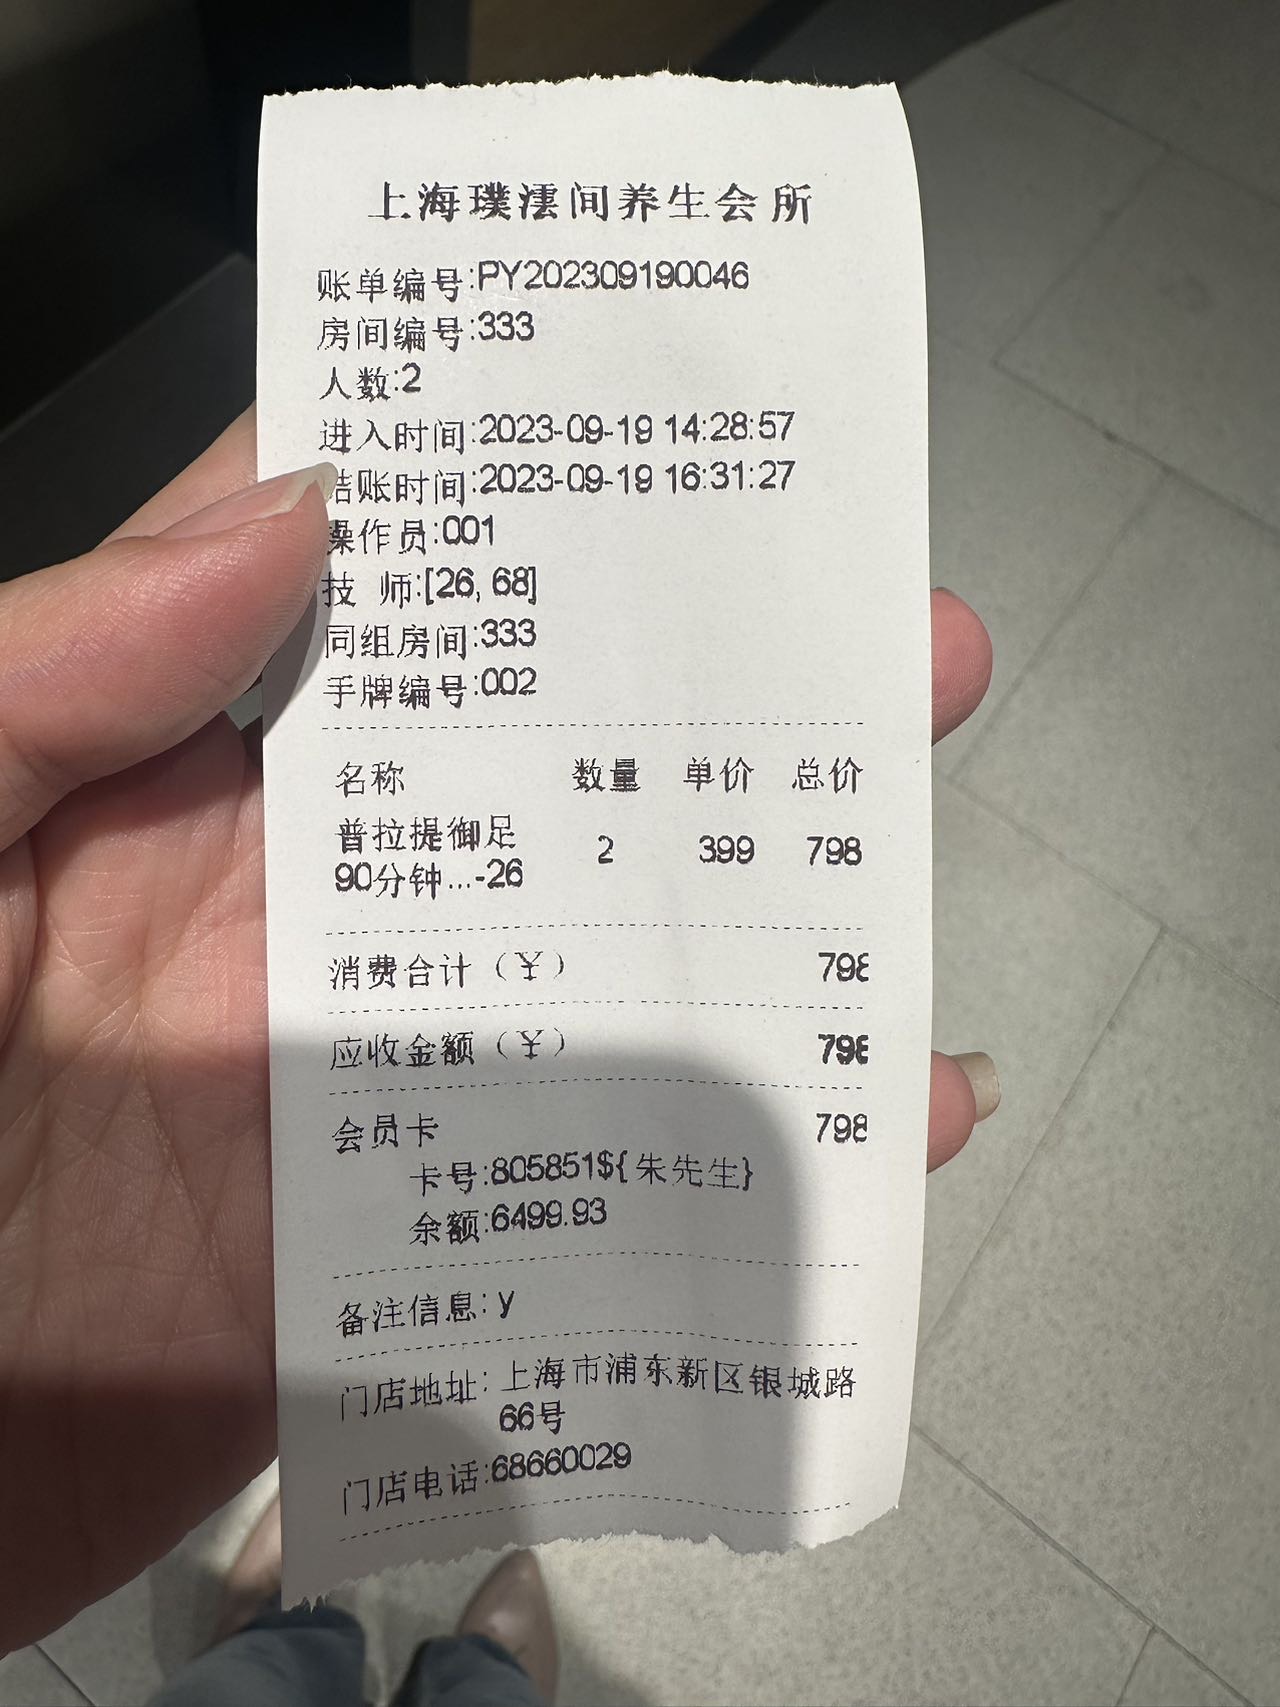 上海璞澐间养生会所
账单编号:PY202309190046
房间编号:333
人数:2
进入时间:2023-09-19 14:28:57
结账时间:2023-09-19 16:31:27
操作员:001
技 师:[26, 68]
同组房间:333
手牌编号:002
名称 数量 单价 总价
普拉提御足 2 399 798
90分钟...-26
消费合计（¥） 798
应收金额（¥） 798
会员卡 798
卡号:805851$(朱先生}
余额:6499.93
备注信息: y
门店地址: 上海市浦东新区银城路
66号
门店电话:68660029